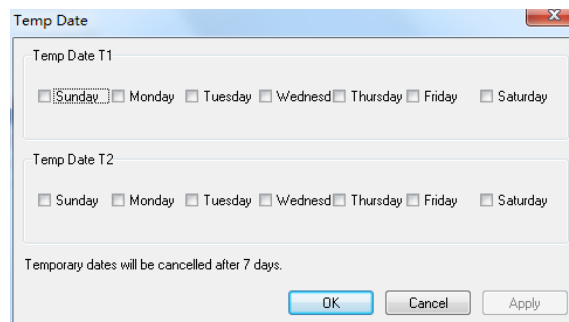 Temp Date
Temp Date T1
Sunday Monday Tuesday Wednesd Thursday Friday Saturday
Temp Date T2
Sunday Monday Tuesday Wednesd Thursday Friday Saturday
Temporary dates will be cancelled after 7 days.
OK Cancel Apply